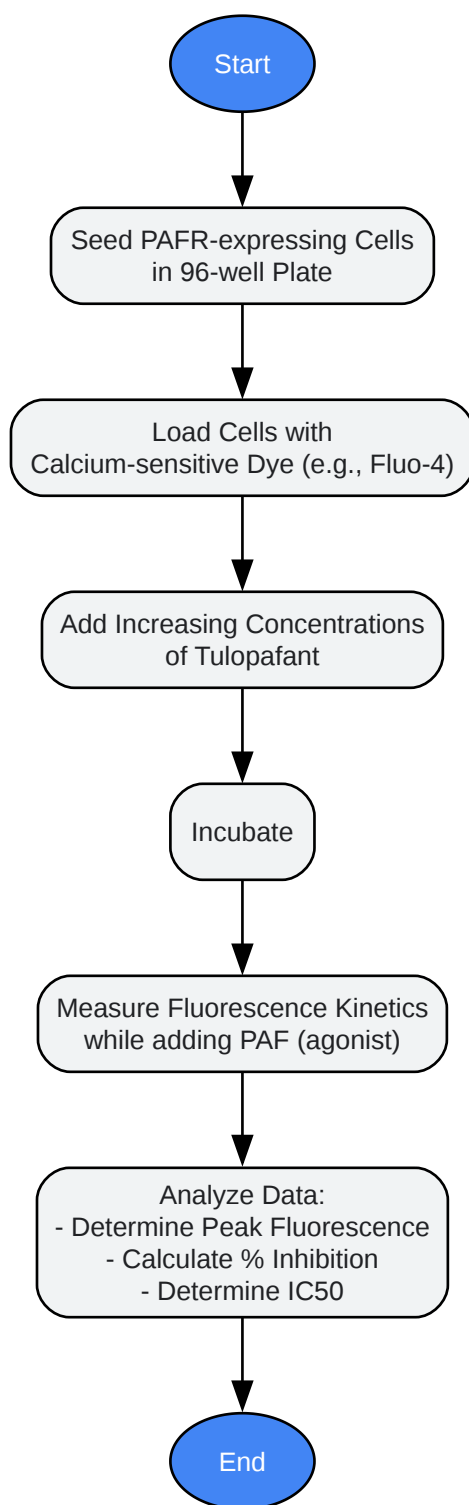 Start
Seed PAFR-expressing Cells
in 96-well Plate
Load Cells with
Calcium-sensitive Dye (e.g., Fluo-4)
Add Increasing Concentrations
of Tulopafant
Incubate
Measure Fluorescence Kinetics
while adding PAF (agonist)
Analyze Data:
- Determine Peak Fluorescence
- Calculate % Inhibition
- Determine IC50
End